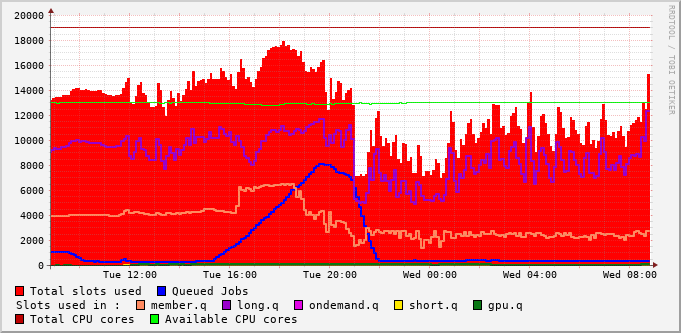 20000
18000
16000
14000
12000
10000
8000
6000
4000
2000
0
Tue 12:00 Tue 16:00 Tue 20:00 Wed 00:00 Wed 04:00 Wed 08:00
RRDTOOL / TOBI OETIKER
Total slots used Queued Jobs
Slots used in : member.q long.q ondemand.q short.q gpu.q
Total CPU cores Available CPU cores